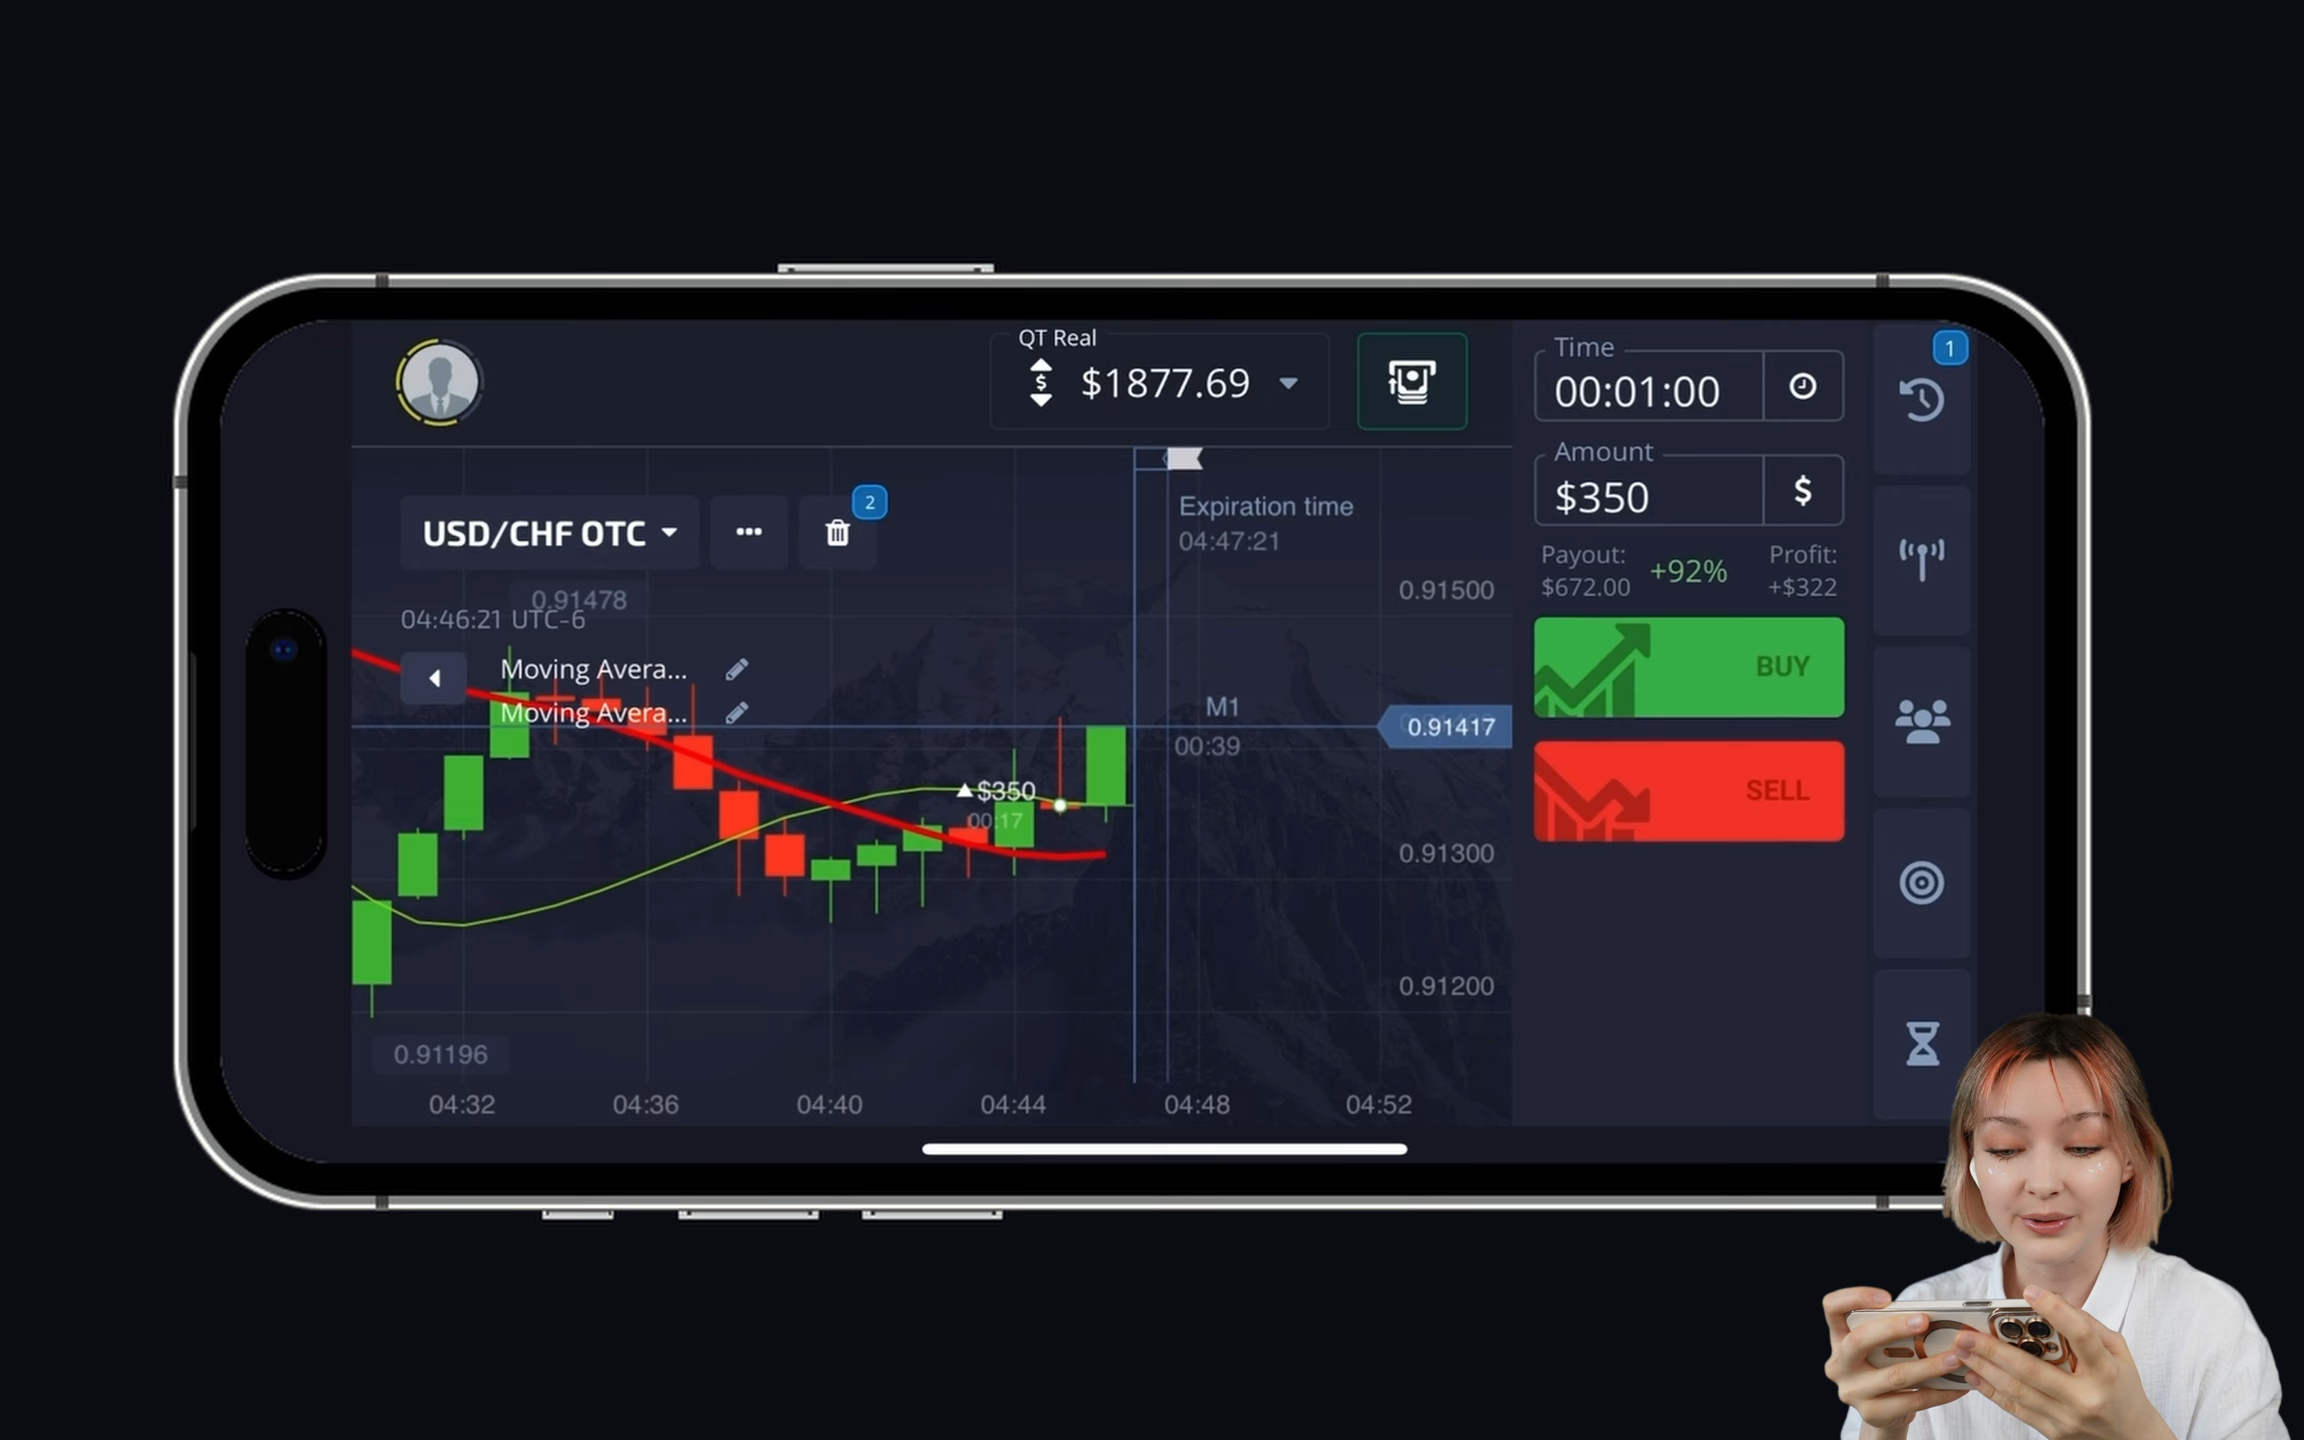 QT Real
$1877.69
Time
00:01:00
1
Amount
$350
$
Payout:
$672.00
+92%
Profit:
+$322
BUY
SELL
USD/CHF OTC
2
0.91478
04:46:21 UTC-6
Moving Avera...
Moving Avera...
Expiration time
04:47:21
0.91500
M1
00:39
0.91417
$350
00:17
0.91300
0.91200
0.91196
04:32
04:36
04:40
04:44
04:48
04:52